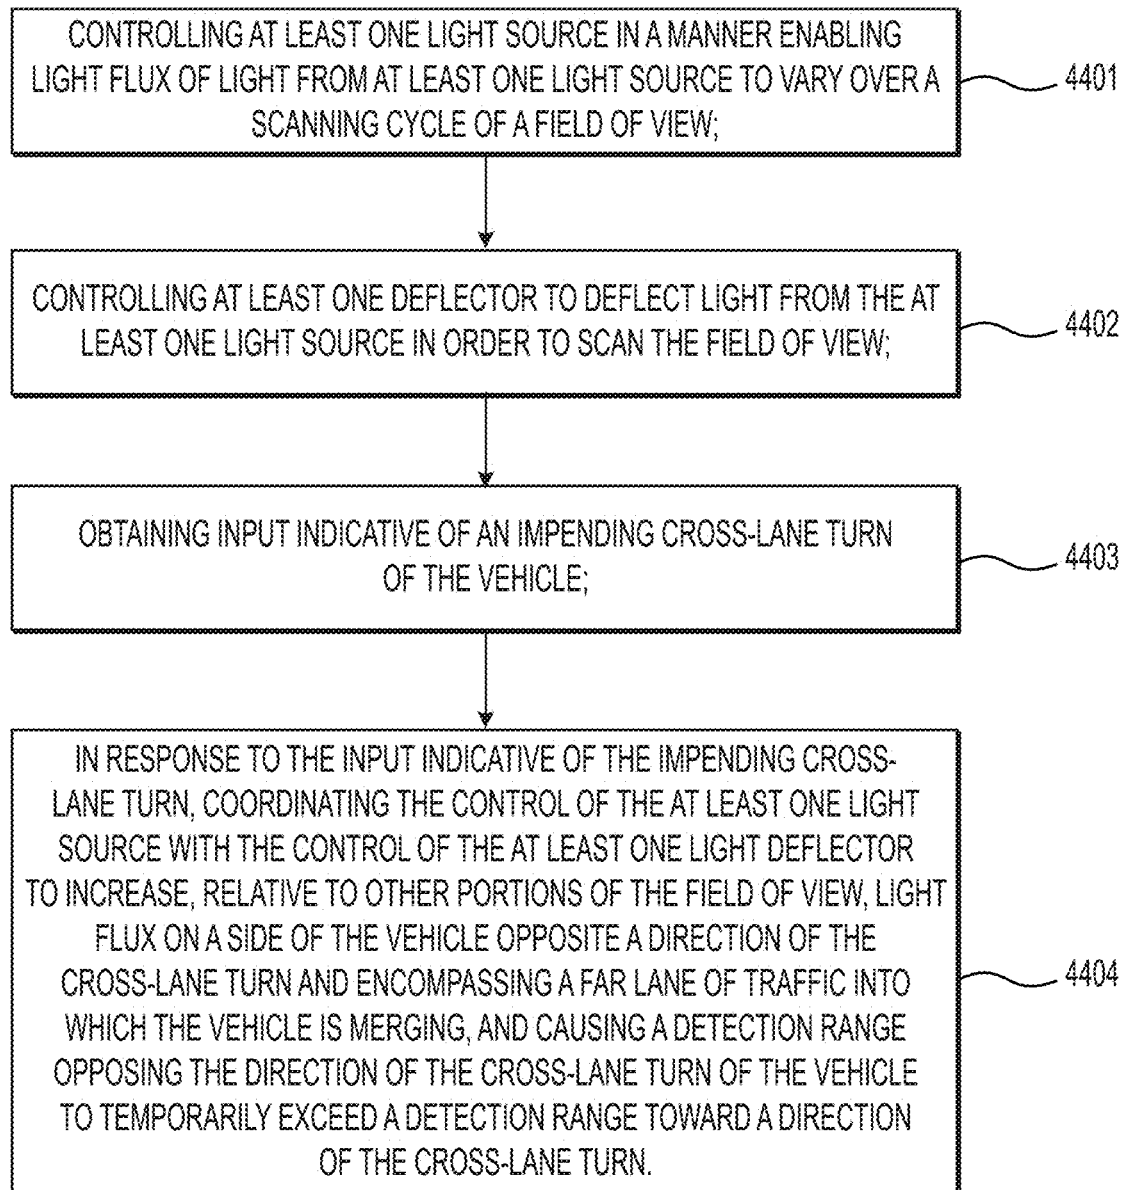 CONTROLLING AT LEAST ONE LIGHT SOURCE IN A MANNER ENABLING
LIGHT FLUX OF LIGHT FROM AT LEAST ONE LIGHT SOURCE TO VARY OVER A
SCANNING CYCLE OF A FIELD OF VIEW;
4401
CONTROLLING AT LEAST ONE DEFLECTOR TO DEFLECT LIGHT FROM THE AT
LEAST ONE LIGHT SOURCE IN ORDER TO SCAN THE FIELD OF VIEW;
4402
OBTAINING INPUT INDICATIVE OF AN IMPENDING CROSS-LANE TURN
OF THE VEHICLE;
4403
IN RESPONSE TO THE INPUT INDICATIVE OF THE IMPENDING CROSS-
LANE TURN, COORDINATING THE CONTROL OF THE AT LEAST ONE LIGHT
SOURCE WITH THE CONTROL OF THE AT LEAST ONE LIGHT DEFLECTOR
TO INCREASE, RELATIVE TO OTHER PORTIONS OF THE FIELD OF VIEW, LIGHT
FLUX ON A SIDE OF THE VEHICLE OPPOSITE A DIRECTION OF THE
CROSS-LANE TURN AND ENCOMPASSING A FAR LANE OF TRAFFIC INTO
WHICH THE VEHICLE IS MERGING, AND CAUSING A DETECTION RANGE
OPPOSING THE DIRECTION OF THE CROSS-LANE TURN OF THE VEHICLE
TO TEMPORARILY EXCEED A DETECTION RANGE TOWARD A DIRECTION
OF THE CROSS-LANE TURN.
4404